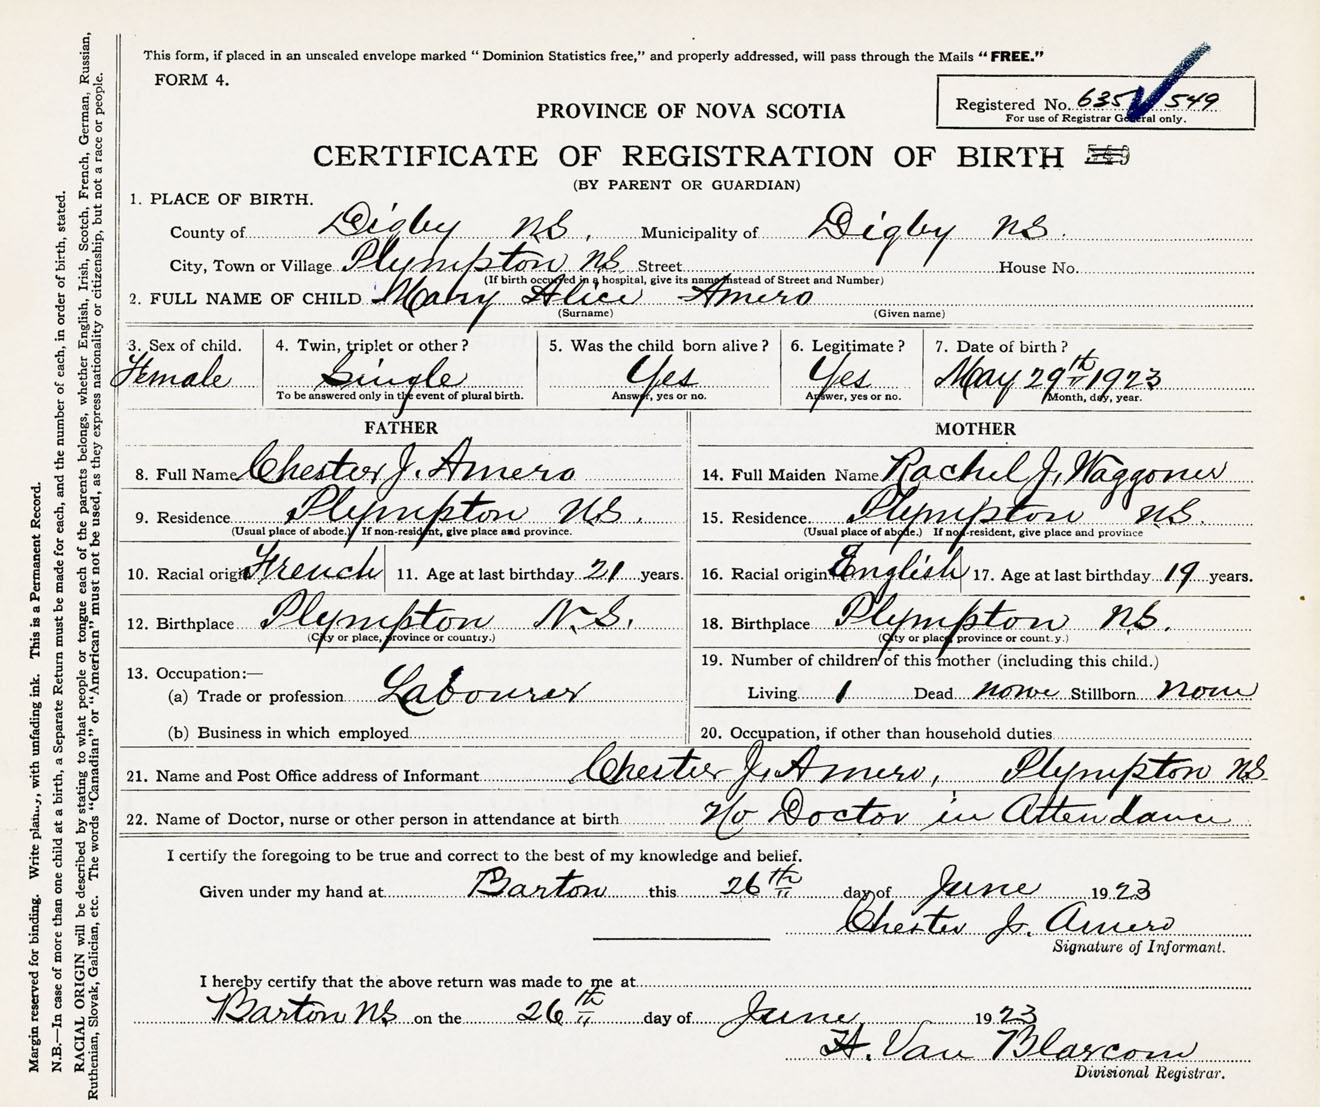 This form, if placed in an unsealed envelope marked "Dominion Statistics free," and properly addressed, will pass through the Mails "FREE."
FORM 4.
Registered No. 635 549
For use of Registrar General only.
PROVINCE OF NOVA SCOTIA
CERTIFICATE OF REGISTRATION OF BIRTH
(BY PARENT OR GUARDIAN)
1. PLACE OF BIRTH.
County of Digby NS. Municipality of Digby NS.
City, Town or Village Plympton NS Street House No.
(If birth occurred in a hospital, give its name instead of Street and Number)
2. FULL NAME OF CHILD Mary Alice Amero
(Surname) (Given name)
3. Sex of child. 4. Twin, triplet or other? 5. Was the child born alive? 6. Legitimate? 7. Date of birth?
Female Single Yes Yes May 29th 1923
To be answered only in the event of plural birth. Answer, yes or no. Answer, yes or no. Month, day, year.
FATHER MOTHER
8. Full Name Chester J. Amero 14. Full Maiden Name Rachel J. Waggoner
9. Residence Plympton NS. 15. Residence Plympton NS.
(Usual place of abode.) If non-resident, give place and province. (Usual place of abode.) If non-resident, give place and province
10. Racial origin French 11. Age at last birthday 21 years. 16. Racial origin English 17. Age at last birthday 19 years.
12. Birthplace Plympton N.S. 18. Birthplace Plympton N.S.
(City or place, province or country.) (City or place, province or count.y.)
13. Occupation:— 19. Number of children of this mother (including this child.)
(a) Trade or profession Labourer Living 1 Dead none Stillborn none
(b) Business in which employed 20. Occupation, if other than household duties
21. Name and Post Office address of Informant Chester J. Amero, Plympton NS
22. Name of Doctor, nurse or other person in attendance at birth No Doctor in Attendance
I certify the foregoing to be true and correct to the best of my knowledge and belief.
Given under my hand at Barton this 26th day of June 1923
Chester J. Amero
Signature of Informant.
I hereby certify that the above return was made to me at
Barton NS on the 26th day of June 1923
H. Van Blarcom
Divisional Registrar.
Margin reserved for binding. Write plainly, with unfading ink. This is a Permanent Record.
N.B.—In case of more than one child at a birth, a Separate Return must be made for each, and the number of each, in order of birth, stated.
RACIAL ORIGIN will be described by stating to what people or tongue each of the parents belongs, whether English, Irish, Scotch, French, German, Russian,
Ruthenian, Slovak, Galician, etc. The words "Canadian" or "American" must not be used, as they express nationality or citizenship, but not a race or people.